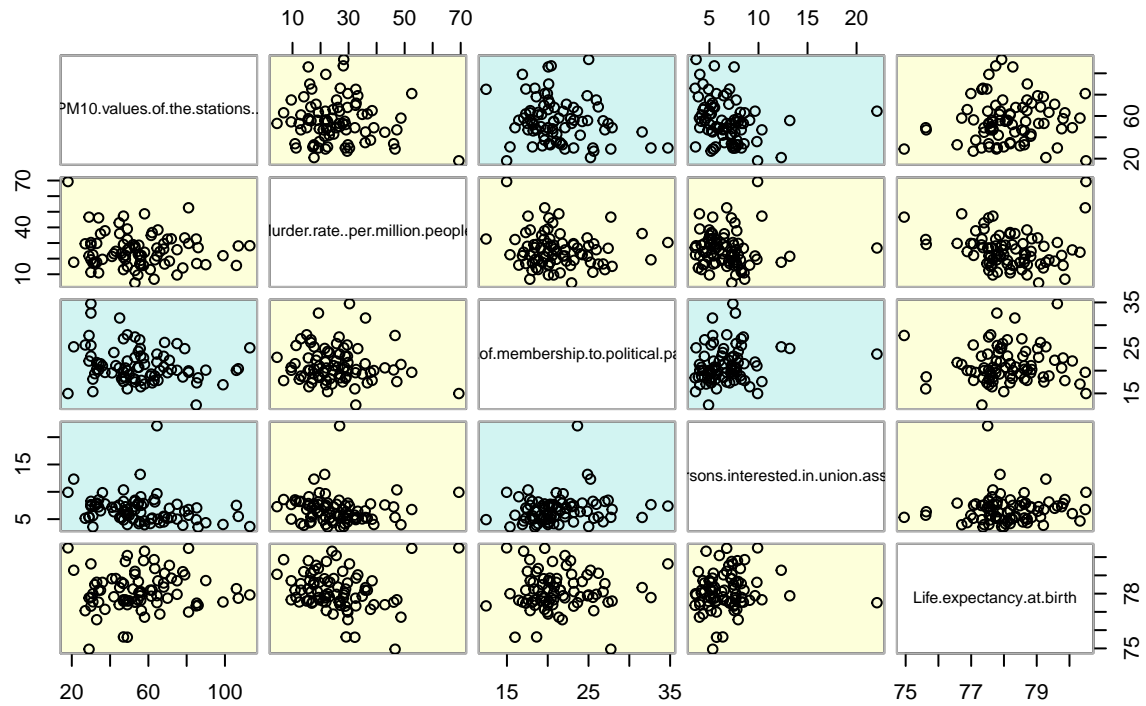 10 30 50 70 5 10 15 20
PM10.values.of.the.stations..
20 60
10 40 70
urder.rate..per.million.people
of.membership.to.political.pa
15 25 35
5 15
rsons.interested.in.union.ass
Life.expectancy.at.birth
75 78
20 60 100 15 25 35 75 77 79